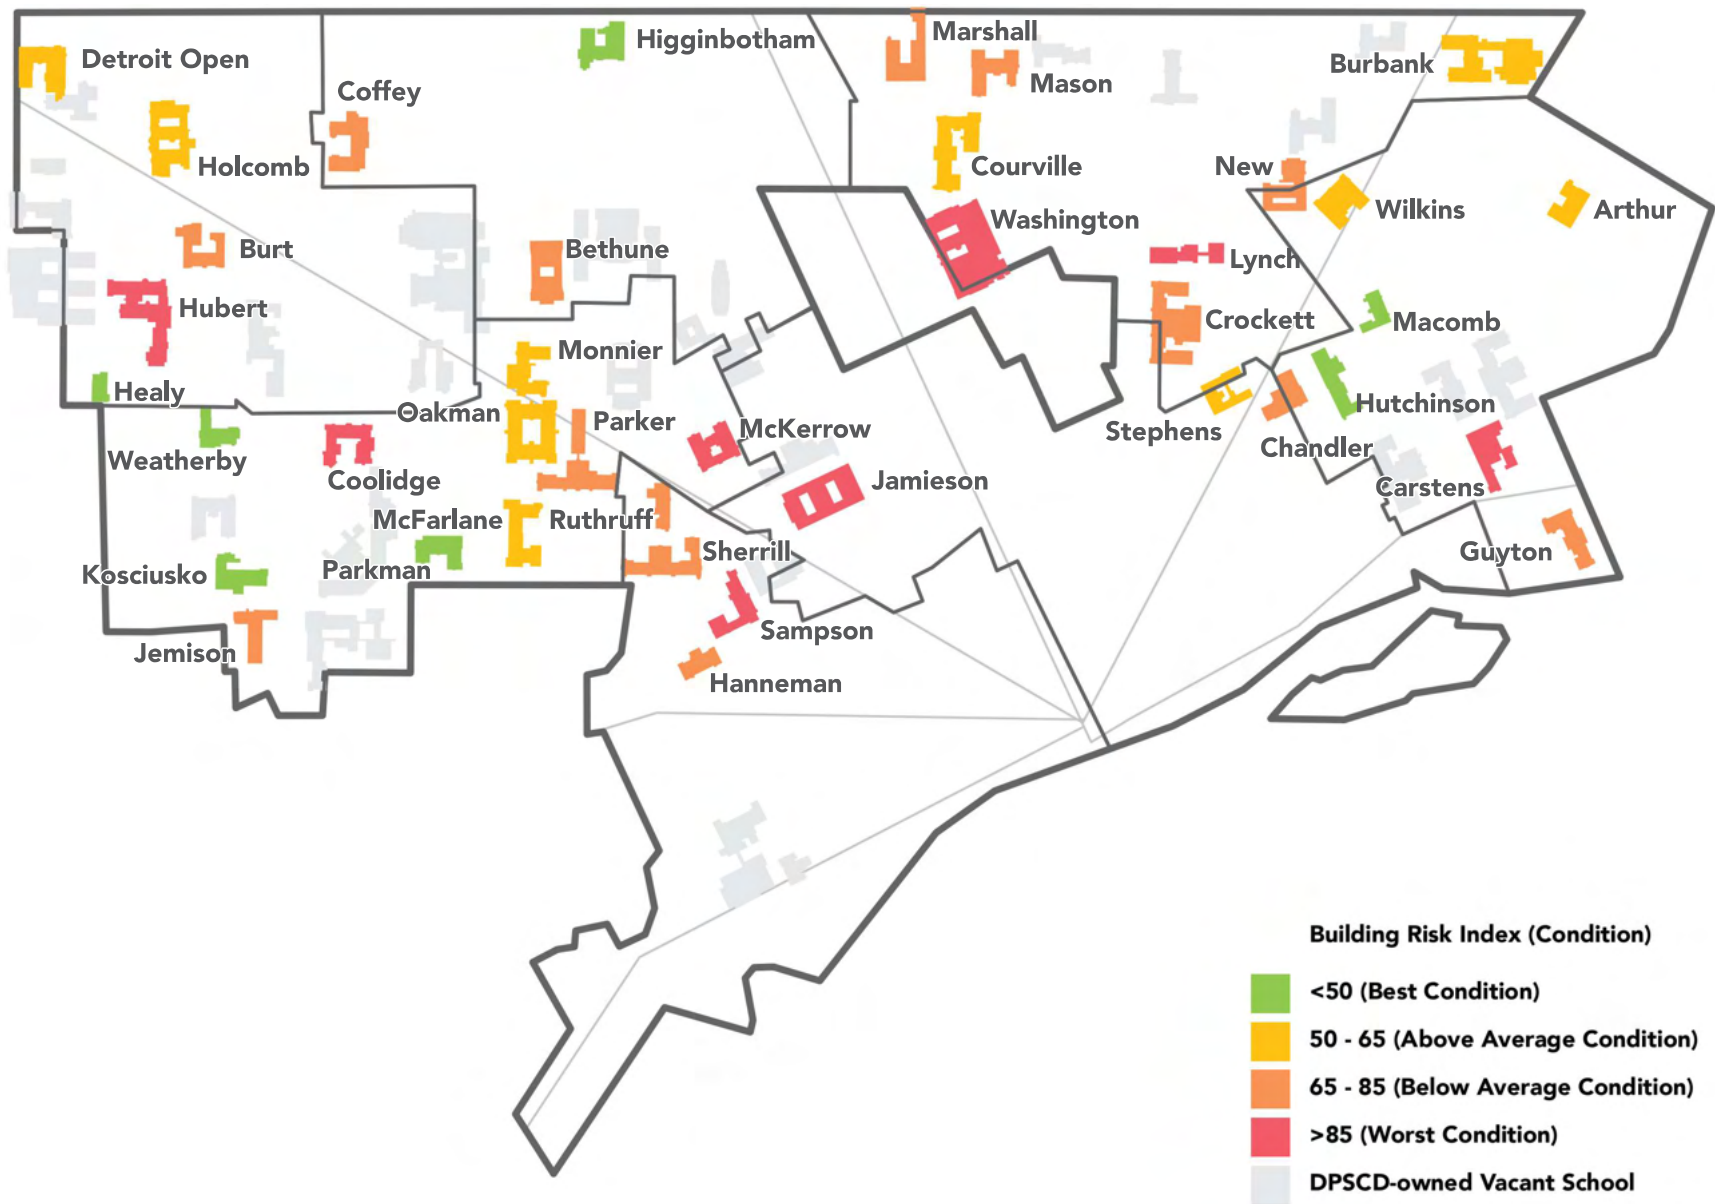 Higginbotham
Marshall
Detroit Open
Burbank
Mason
Coffey
Holcomb
Courville
New
Wilkins
Arthur
Washington
Burt
Bethune
Lynch
Hubert
Crockett
Macomb
Monnier
Healy
Oakman
Parker
McKerrow
Hutchinson
Stephens
Chandler
Weatherby
Coolidge
Jamieson
Carstens
McFarlane
Ruthruff
Sherrill
Guyton
Kosciusko
Parkman
Sampson
Jemison
Hanneman
Building Risk Index (Condition)
<50 (Best Condition)
50 - 65 (Above Average Condition)
65 - 85 (Below Average Condition)
>85 (Worst Condition)
DPSCD-owned Vacant School